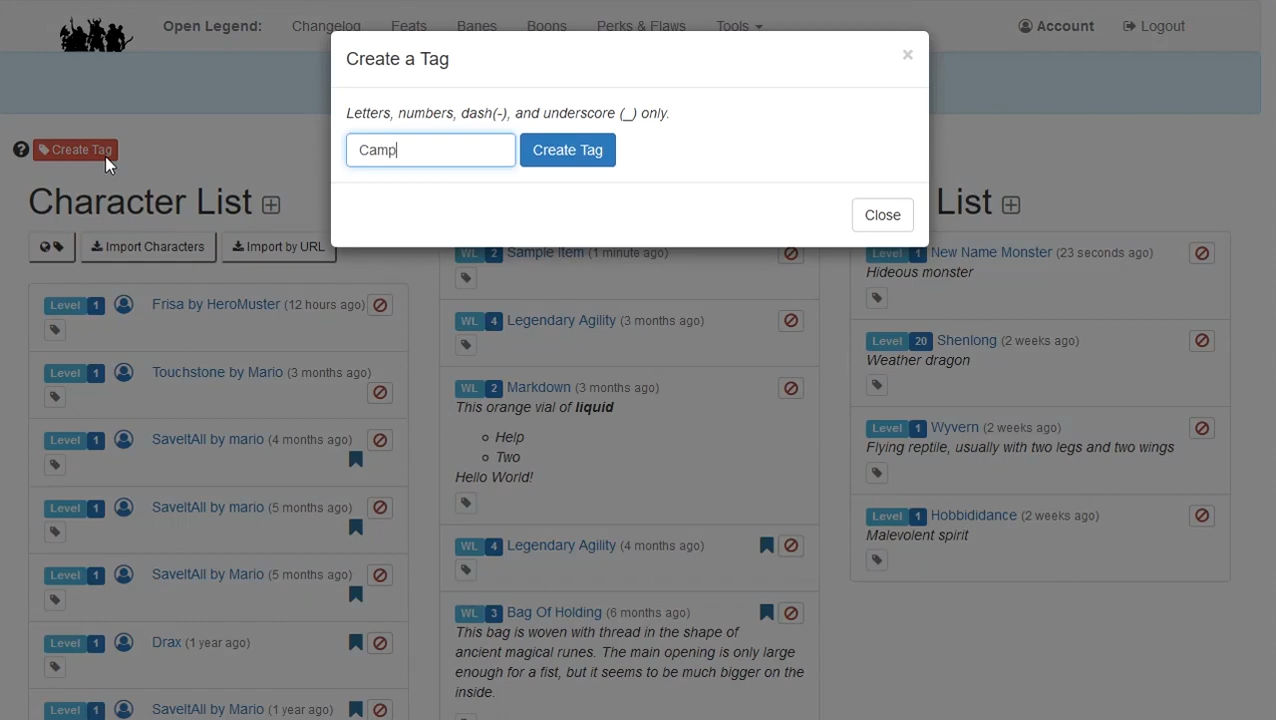 Open Legend:
Changelog
Feats
Banes
Boons
Perks & Flaws
Tools
Account
Logout
Create a Tag
×
Letters, numbers, dash(-), and underscore (_) only.
Camp
Create Tag
Close
Create Tag
Character List
Import Characters
Import by URL
Level 1 Frisa by HeroMuster (12 hours ago)
Level 1 Touchstone by Mario (3 months ago)
Level 1 SaveItAll by mario (4 months ago)
Level 1 SaveItAll by mario (5 months ago)
Level 1 SaveItAll by Mario (5 months ago)
Level 1 Drax (1 year ago)
Level 1 SaveItAll by Mario (1 year ago)
WL 2 Sample Item (1 minute ago)
WL 4 Legendary Agility (3 months ago)
WL 2 Markdown (3 months ago)
This orange vial of liquid
Help
Two
Hello World!
WL 4 Legendary Agility (4 months ago)
WL 3 Bag Of Holding (6 months ago)
This bag is woven with thread in the shape of
ancient magical runes. The main opening is only large
enough for a fist, but it seems to be much bigger on the
inside.
List
Level 1 New Name Monster (23 seconds ago)
Hideous monster
Level 20 Shenlong (2 weeks ago)
Weather dragon
Level 1 Wyvern (2 weeks ago)
Flying reptile, usually with two legs and two wings
Level 1 Hobbididance (2 weeks ago)
Malevolent spirit